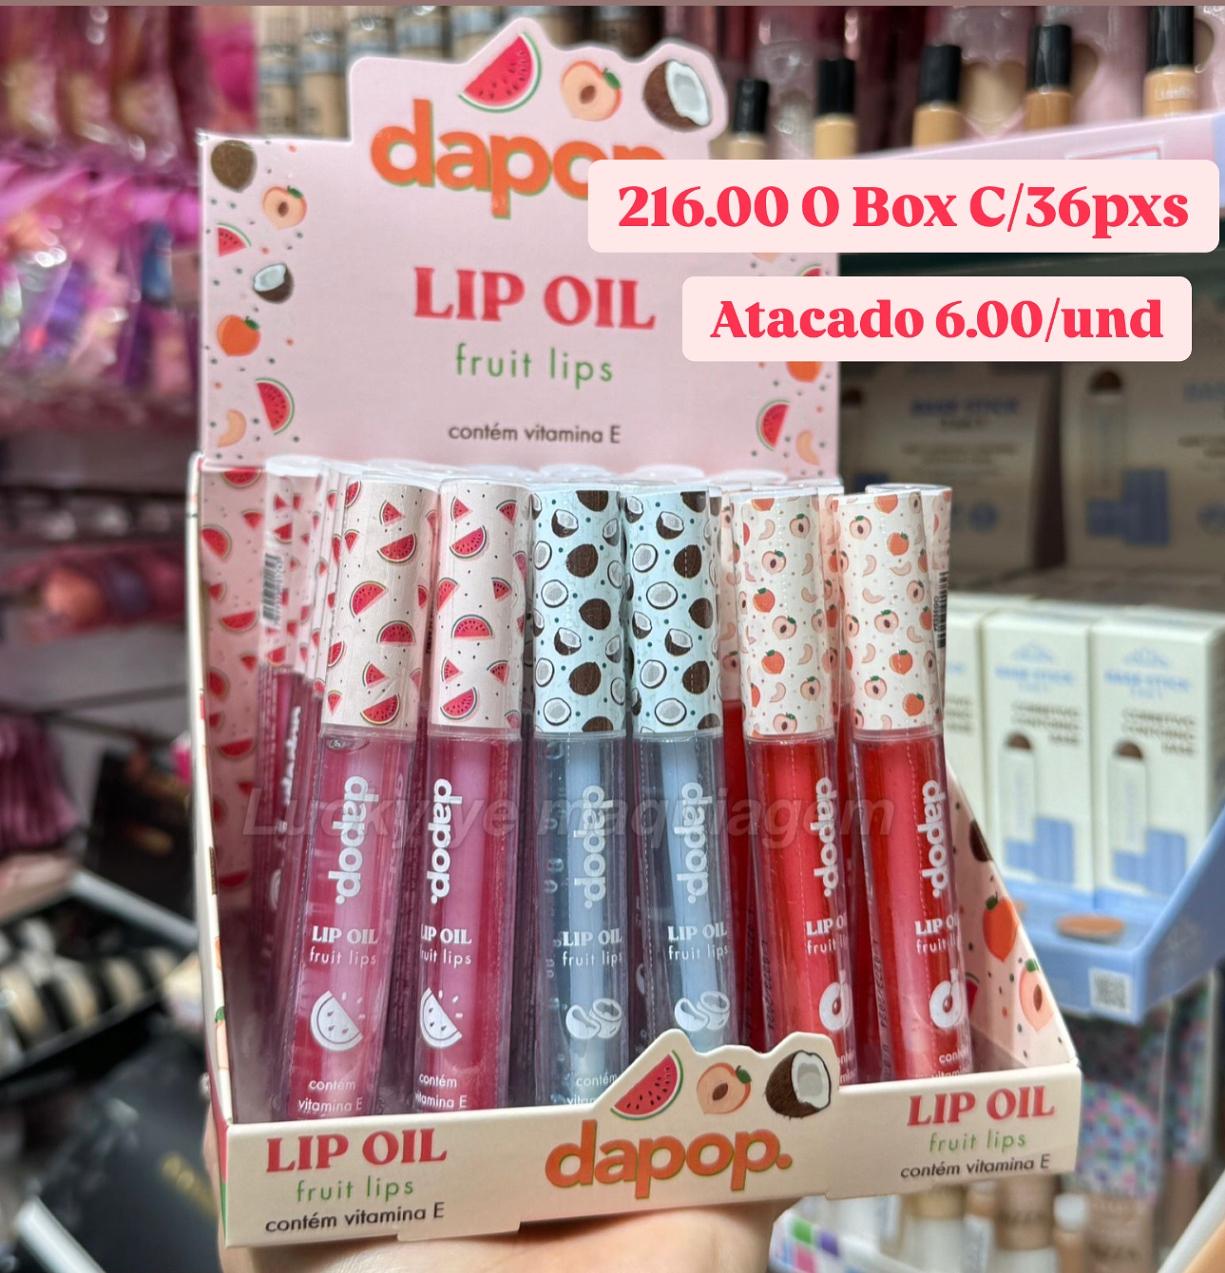 dapop.
216.00 O Box C/36pxs
LIP OIL
Atacado 6.00/und
fruit lips
contém vitamina E
Luckyye maquiagem
dapop.
LIP OIL
fruit lips
contém
vitamina E
dapop.
LIP OIL
fruit lips
contém
vitamina E
dapop.
LIP OIL
fruit lips
contém
dapop.
LIP OIL
fruit lips
dapop.
LIP OIL
fruit
dapop.
LIP OIL
fruit
LIP OIL
fruit lips
contém vitamina E
dapop.
LIP OIL
fruit lips
contém vitamina E